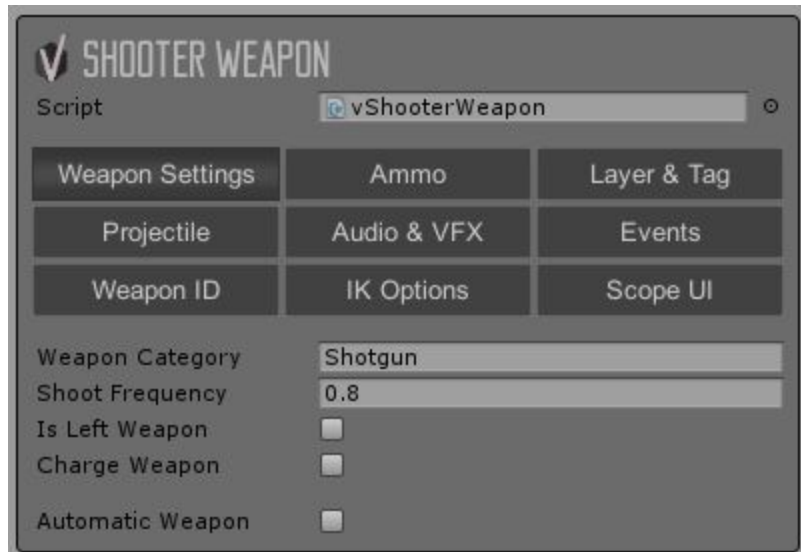 SHOOTER WEAPON
Script vShooterWeapon
Weapon Settings Ammo Layer & Tag
Projectile Audio & VFX Events
Weapon ID IK Options Scope UI
Weapon Category Shotgun
Shoot Frequency 0.8
Is Left Weapon
Charge Weapon
Automatic Weapon